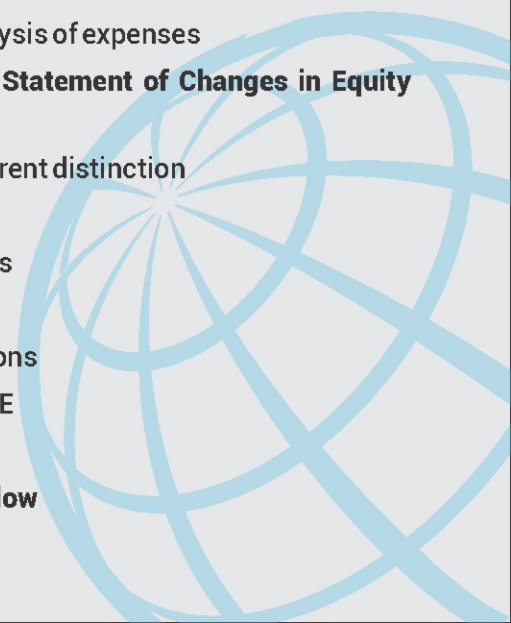 ysis of expenses
Statement of Changes in Equity
rent distinction
s
ons
E
low